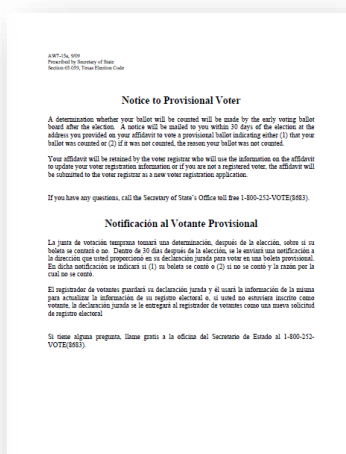 AW7-15a, 9/09
Prescribed by Secretary of State
Section 63.059, Texas Election Code
Notice to Provisional Voter
A determination whether your ballot will be counted will be made by the early voting ballot
board after the election. A notice will be mailed to you within 30 days of the election at the
address you provided on your affidavit to vote a provisional ballot indicating either (1) that your
ballot was counted or (2) if it was not counted, the reason your ballot was not counted.
Your affidavit will be retained by the voter registrar who will use the information on the affidavit
to update your voter registration information or if you are not a registered voter, the affidavit will
be submitted to the voter registrar as a new voter registration application.
If you have any questions, call the Secretary of State's Office toll free 1-800-252-VOTE(8683).
Notificación al Votante Provisional
La junta de votación temprana tomará una determinación, después de la elección, sobre si su
boleta se contará o no. Dentro de 30 días después de la elección, se le enviará una notificación a
la dirección que usted proporcionó en su declaración jurada para votar en una boleta provisional.
En dicha notificación se indicará si (1) su boleta se contó o (2) si no se contó y la razón por la
cual no se contó.
El registrador de votantes guardará su declaración jurada y él usará la información de la misma
para actualizar la información de su registro electoral o, si usted no estuviera inscrito como
votante, la declaración jurada se le entregará al registrador de votantes como una nueva solicitud
de registro electoral
Si tiene alguna pregunta, llame gratis a la oficina del Secretario de Estado al 1-800-252-
VOTE(8683).